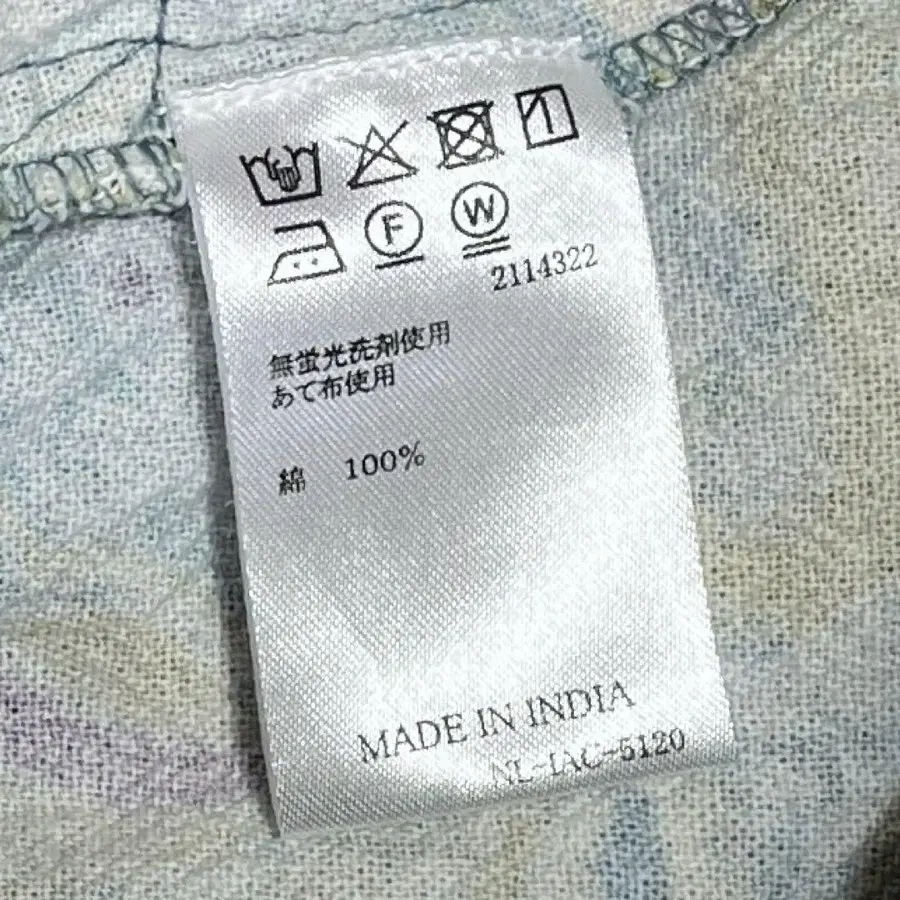 F W
2114322
無蛍光洗剤使用
あて布使用
綿 100%
MADE IN INDIA
NL-IAC-5120